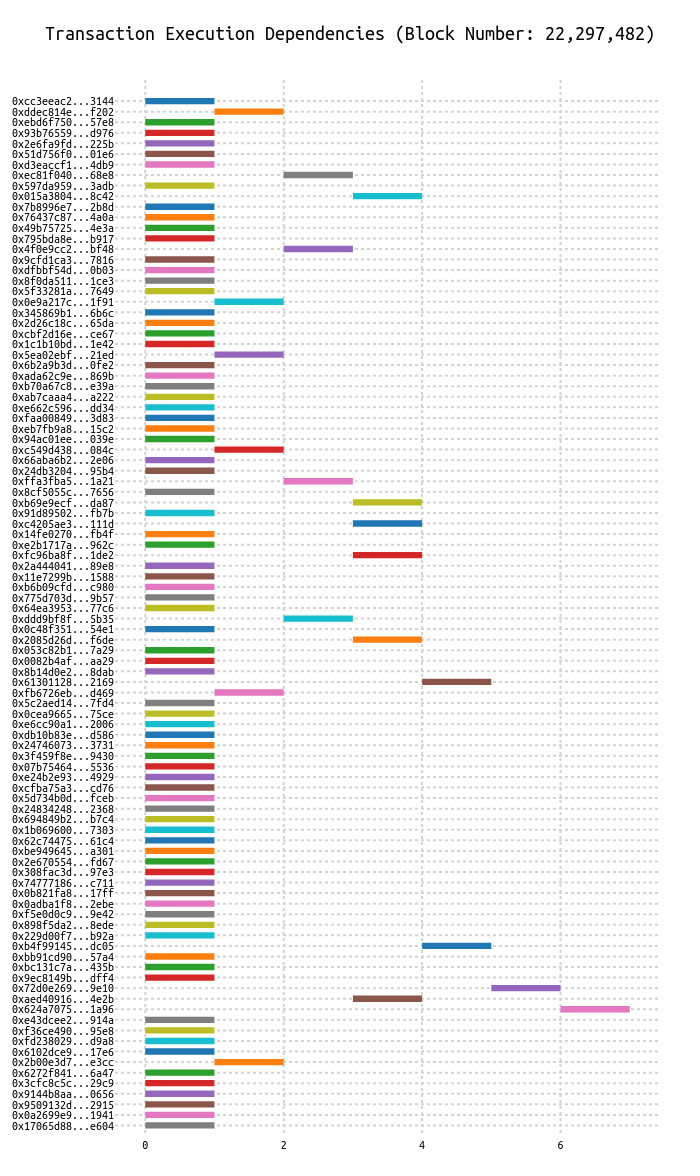 Transaction Execution Dependencies (Block Number: 22,297,482)
0xcc3eeac2...3144
0xddec814e...f202
0xebd6f750...57e8
0x93b76559...d976
0x2e6fa9fd...225b
0x51d756f0...01e6
0xd3eaccf1...4db9
0xec81f040...68e8
0x597da959...3adb
0x015a3804...8c42
0x7b8996e7...2b8d
0x76437c87...4a0a
0x49b75725...4e3a
0x795bda8e...b917
0x4f0e9cc2...bf48
0x9cfd1ca3...7816
0xdfbbf54d...0b03
0x8f0da511...1ce3
0x5f33281a...7649
0x0e9a217c...1f91
0x345869b1...6b6c
0x2d26c18c...65da
0xcbf2d16e...ce67
0x1c1b10bd...1e42
0x5ea02ebf...21ed
0x6b2a9b3d...0fe2
0xada62c9e...869b
0xb70a67c8...e39a
0xab7caaa4...a222
0xe662c596...dd34
0xfaa00849...3d83
0xeb7fb9a8...15c2
0x94ac01ee...039e
0xc549d438...084c
0x66aba6b2...2e06
0x24db3204...95b4
0xffa3fba5...1a21
0x8cf5055c...7656
0xb69e9ecf...da87
0x91d89502...fb7b
0xc4205ae3...111d
0x14fe0270...fb4f
0xe2b1717a...962c
0xfc96ba8f...1de2
0x2a444041...89e8
0x11e7299b...1588
0xb6b09cfd...c980
0x775d703d...9b57
0x64ea3953...77c6
0xddd9bf8f...5b35
0x0c48f351...54e1
0x2085d26d...f6de
0x053c82b1...7a29
0x0082b4af...aa29
0x8b14d0e2...8dab
0x61301128...2169
0xfb6726eb...d469
0x5c2aed14...7fd4
0x0cea9665...75ce
0xe6cc90a1...2006
0xdb10b83e...d586
0x24746073...3731
0x3f459f8e...9430
0x07b75464...5536
0xe24b2e93...4929
0xcfba75a3...cd76
0x5d734b0d...fceb
0x24834248...2368
0x694849b2...b7c4
0x1b069600...7303
0x62c74475...61c4
0xbe949645...a301
0x2e670554...fd67
0x308fac3d...97e3
0x74777186...c711
0x0b821fa8...17ff
0x0adba1f8...2ebe
0xf5e0d0c9...9e42
0x898f5da2...8ede
0x229d00f7...b92a
0xb4f99145...dc05
0xbb91cd90...57a4
0xbc131c7a...435b
0x9ec8149b...dff4
0x72d0e269...9e10
0xaed40916...4e2b
0x624a7075...1a96
0xe43dcee2...914a
0xf36ce490...95e8
0xfd238029...d9a8
0x6102dce9...17e6
0x2b00e3d7...e3cc
0x6272f841...6a47
0x3cfc8c5c...29c9
0x9144b8aa...0656
0x9509132d...2915
0x0a2699e9...1941
0x17065d88...e604
0 2 4 6